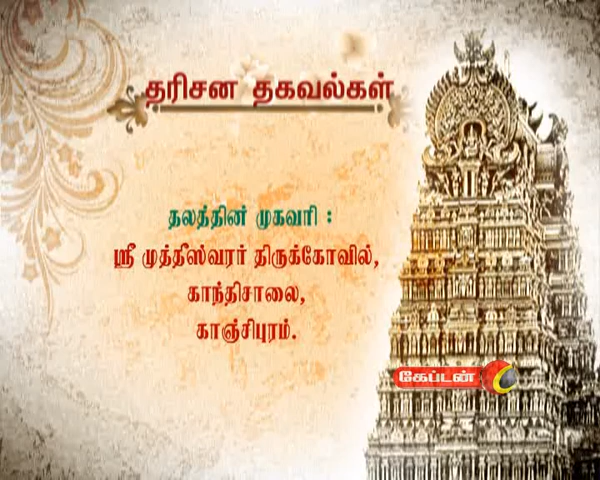 தரிசன தகவல்கள்
தலத்தின் முகவரி :
ஸ்ரீ முத்தீஸ்வரர் திருக்கோவில்,
காந்திசாலை,
காஞ்சிபுரம்.
கேப்டன்